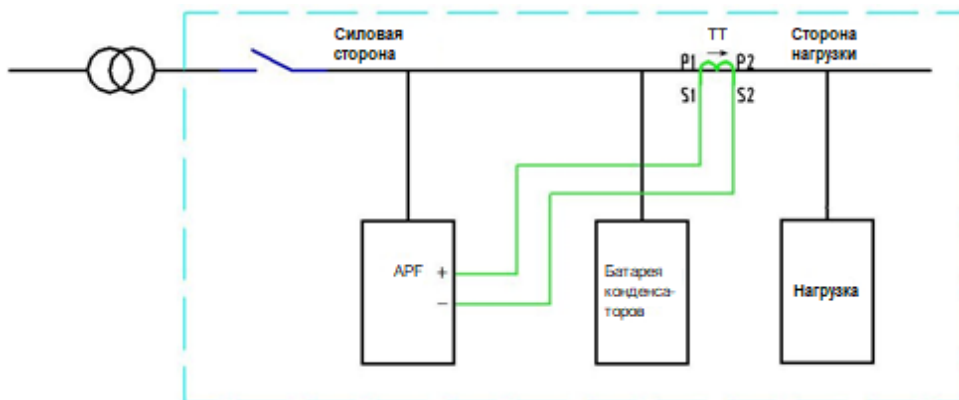 Силовая
сторона
ТТ
Сторона
нагрузки
P1
P2
S1
S2
APF
+
−
Батарея
конденса-
торов
Нагрузка